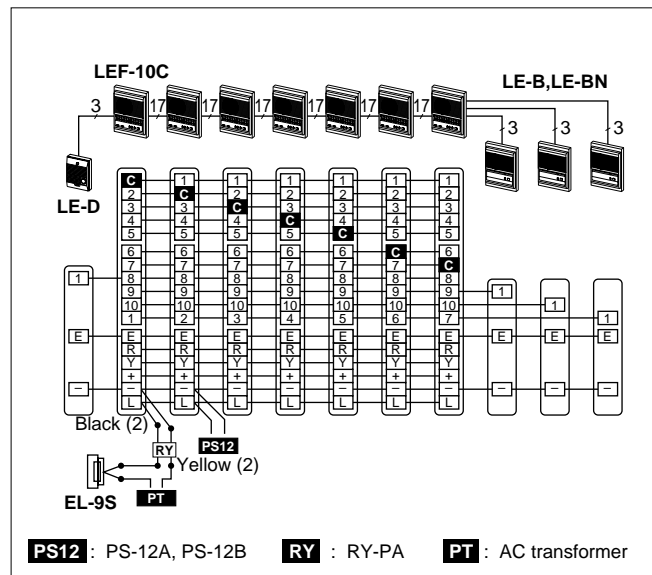 LEF-10C
LE-B,LE-BN
3 17 17 17 17 17 17 3 3 3
LE-D
C 1 1 1 1 1 1
2 C 2 2 2 2 2
3 3 C 3 3 3 3
4 4 4 C 4 4 4
5 5 5 5 C 5 5
6 6 6 6 6 C 6
7 7 7 7 7 7 C
1 8 8 8 8 8 8 8
9 9 9 9 9 9 9 1
10 10 10 10 10 10 10 1
1 2 3 4 5 6 7 1
E E E E E E E E E E E
R R R R R R R
Y Y Y Y Y Y Y
+ + + + + + +
– – – – – – – – – – –
L L L L L L L
Black (2)
RY
PS12
Yellow (2)
EL-9S
PT
PS12 : PS-12A, PS-12B RY : RY-PA PT : AC transformer